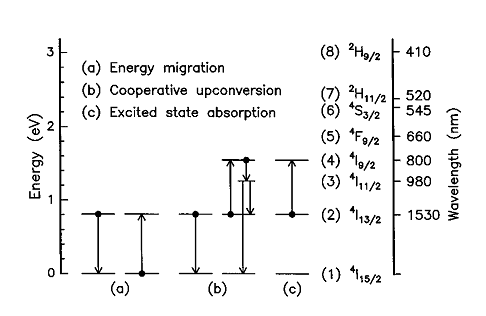 3
2
1
0
Energy (eV)
(a) Energy migration
(b) Cooperative upconversion
(c) Excited state absorption
(8) ²H₉/₂ 410
(7) ²H₁₁/₂ 520
(6) ⁴S₃/₂ 545
(5) ⁴F₉/₂ 660
(4) ⁴I₉/₂ 800
(3) ⁴I₁₁/₂ 980
(2) ⁴I₁₃/₂ 1530
(1) ⁴I₁₅/₂
Wavelength (nm)
(a) (b) (c)